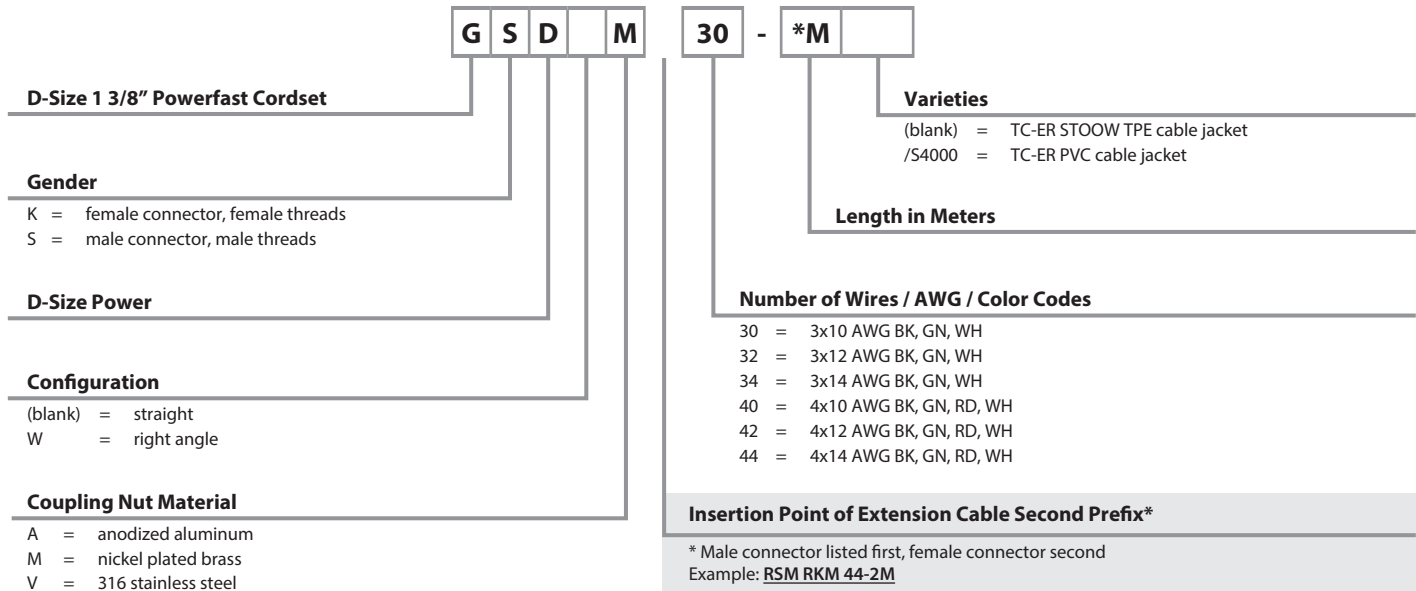 G S D M 30 - *M
D-Size 1 3/8” Powerfast Cordset
Gender
K = female connector, female threads
S = male connector, male threads
D-Size Power
Configuration
(blank) = straight
W = right angle
Coupling Nut Material
A = anodized aluminum
M = nickel plated brass
V = 316 stainless steel
Varieties
(blank) = TC-ER STOOW TPE cable jacket
/S4000 = TC-ER PVC cable jacket
Length in Meters
Number of Wires / AWG / Color Codes
30 = 3x10 AWG BK, GN, WH
32 = 3x12 AWG BK, GN, WH
34 = 3x14 AWG BK, GN, WH
40 = 4x10 AWG BK, GN, RD, WH
42 = 4x12 AWG BK, GN, RD, WH
44 = 4x14 AWG BK, GN, RD, WH
Insertion Point of Extension Cable Second Prefix*
* Male connector listed first, female connector second
Example: RSM RKM 44-2M